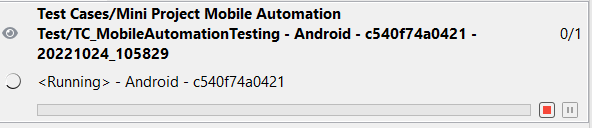 Test Cases/Mini Project Mobile Automation
Test/TC_MobileAutomationTesting - Android - c540f74a0421 -
20221024_105829
0/1
<Running> - Android - c540f74a0421